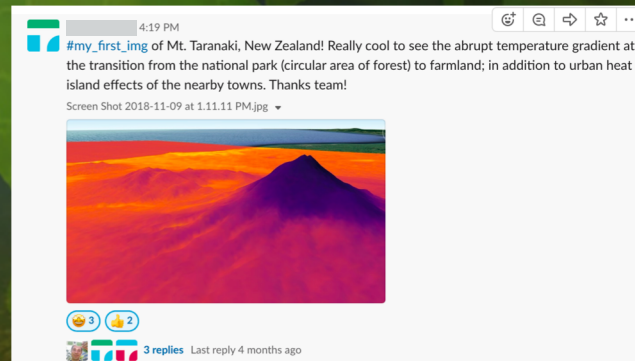 4:19 PM
#my_first_img of Mt. Taranaki, New Zealand! Really cool to see the abrupt temperature gradient at
the transition from the national park (circular area of forest) to farmland; in addition to urban heat
island effects of the nearby towns. Thanks team!
Screen Shot 2018-11-09 at 1.11.11 PM.jpg
3 2
3 replies Last reply 4 months ago